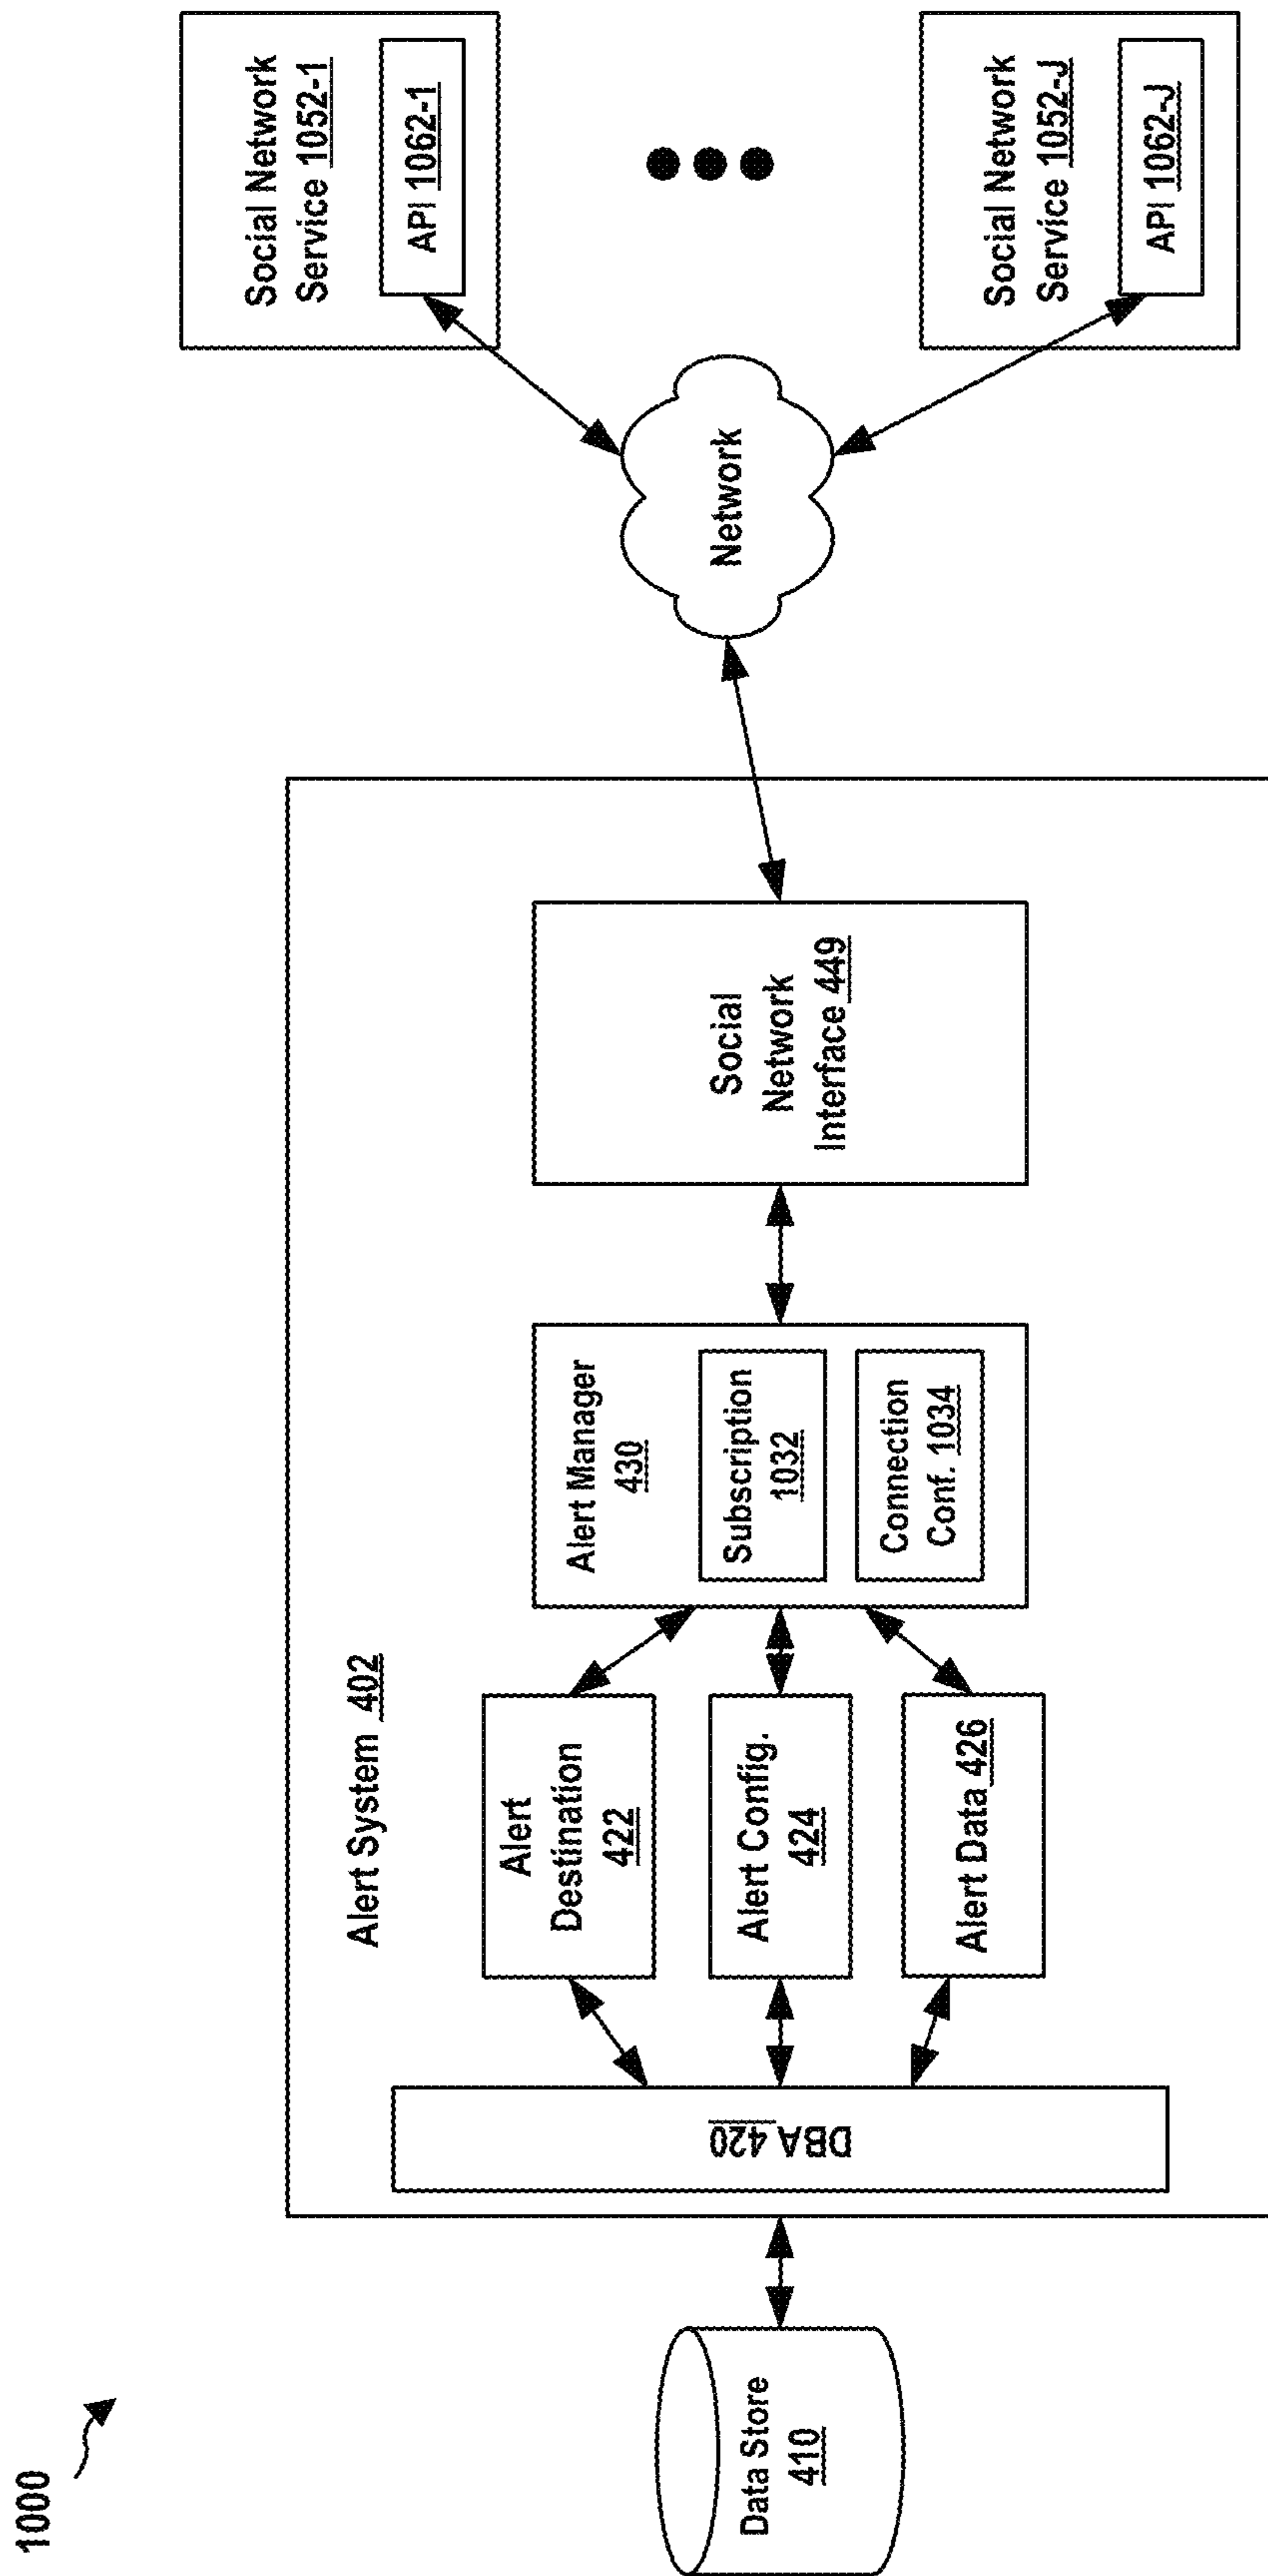 1000
Data Store
410
Alert System 402
DBA 420
Alert
Destination
422
Alert Config.
424
Alert Data 426
Alert Manager
430
Subscription
1032
Connection
Conf. 1034
Social
Network
Interface 449
Network
Social Network
Service 1052-1
API 1062-1
Social Network
Service 1052-J
API 1062-J